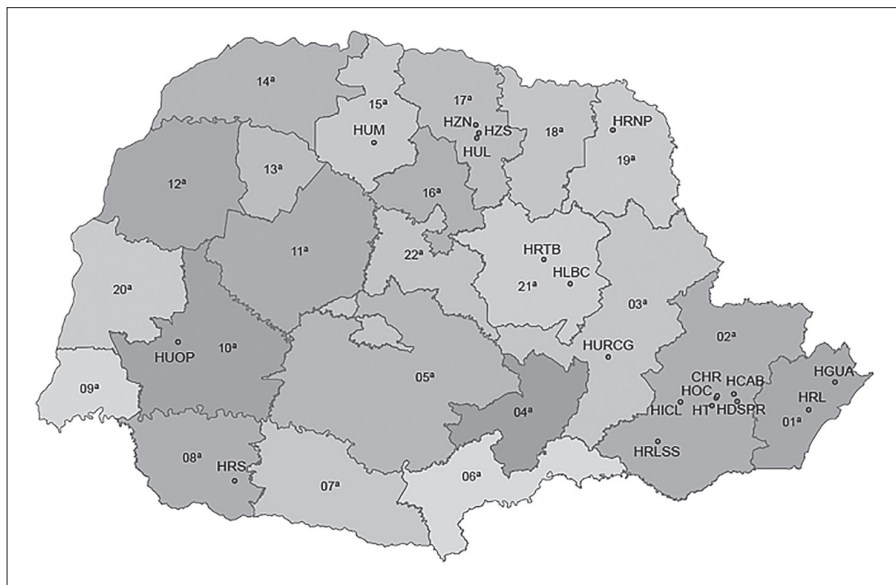 14ª
15ª
17ª
HZN
HZS
HUL
HUM
18ª
HRNP
19ª
13ª
12ª
16ª
11ª
22ª
HRTB
HLBC
21ª
03ª
20ª
02ª
HUOP
10ª
HURCG
05ª
CHR
HCAB
HGUA
HOC
09ª
04ª
HICL
HT
HDSPR
HRL
01ª
08ª
HRS
HRLSS
07ª
06ª